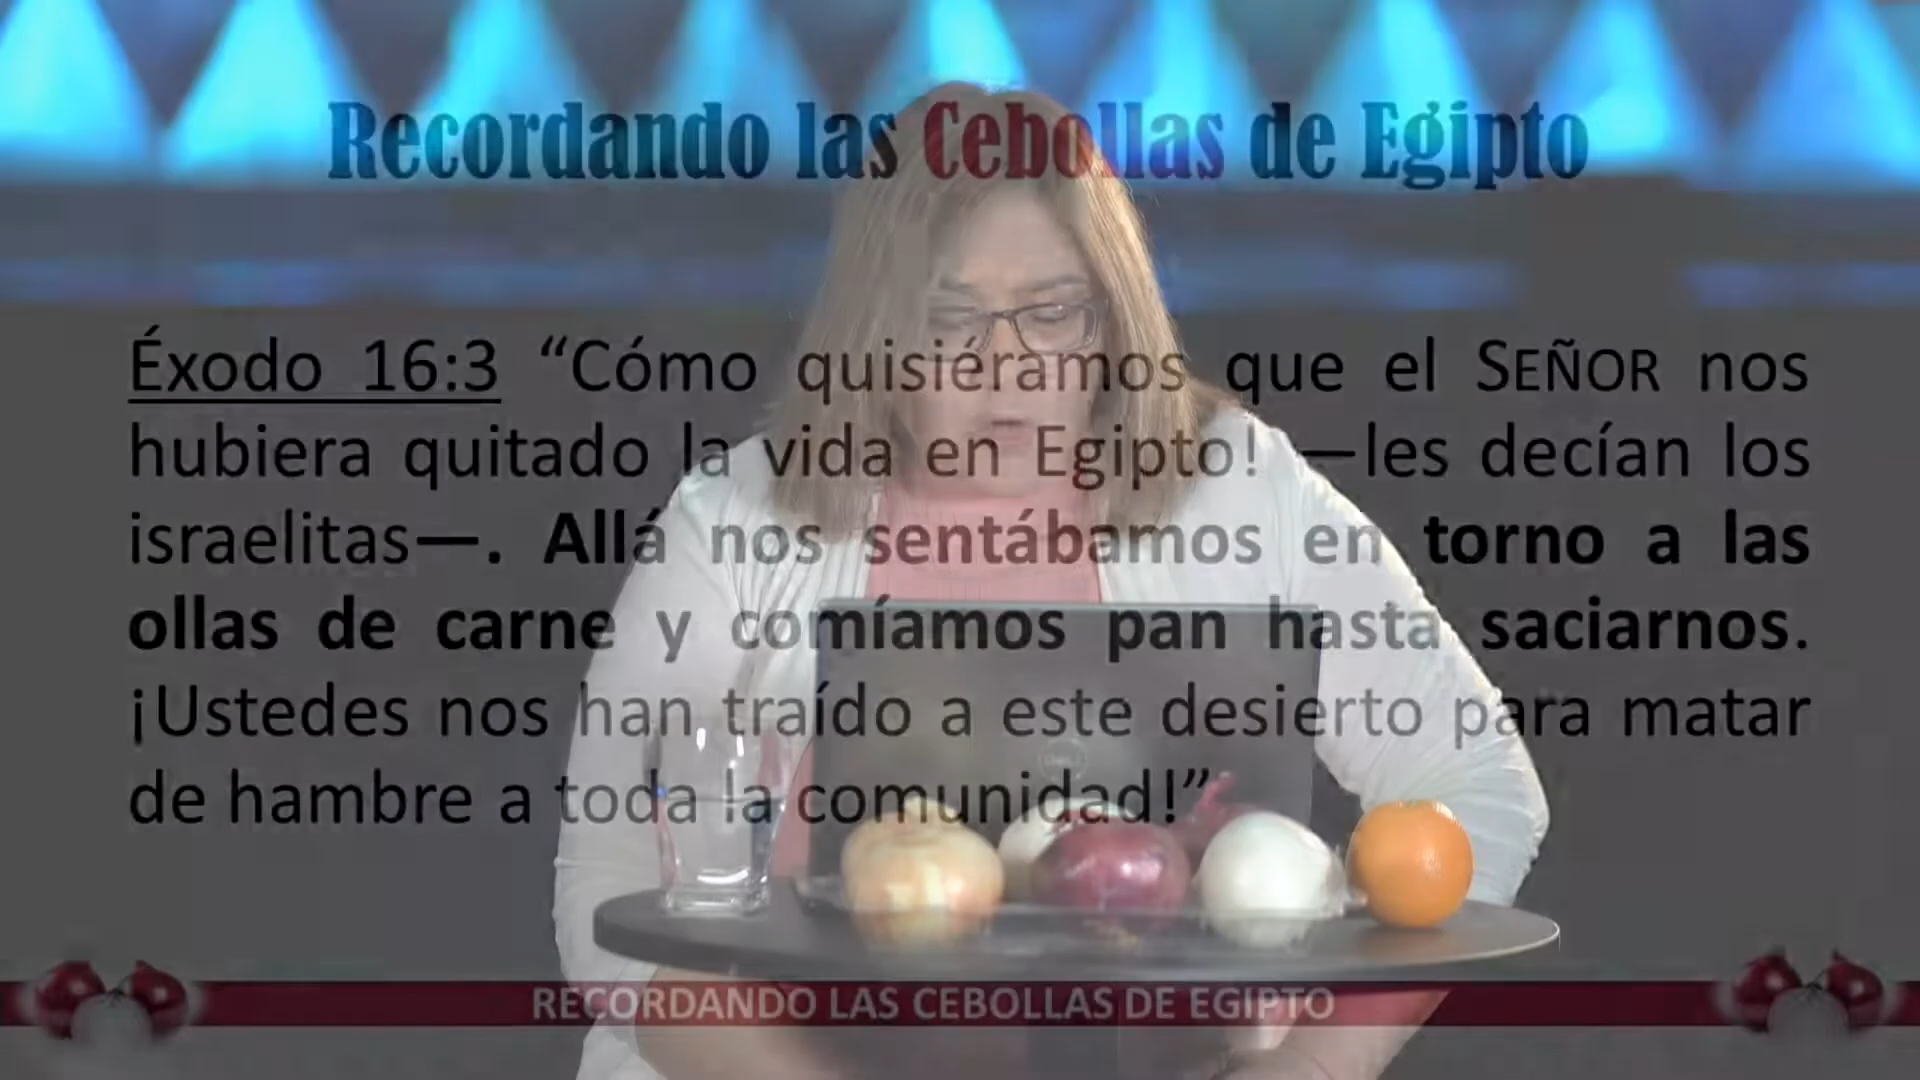 Recordando las Cebollas de Egipto
Éxodo 16:3 “Cómo quisiéramos que el SEÑOR nos
hubiera quitado la vida en Egipto! —les decían los
israelitas—. Allá nos sentábamos en torno a las
ollas de carne y comíamos pan hasta saciarnos.
¡Ustedes nos han traído a este desierto para matar
de hambre a toda la comunidad!”
RECORDANDO LAS CEBOLLAS DE EGIPTO